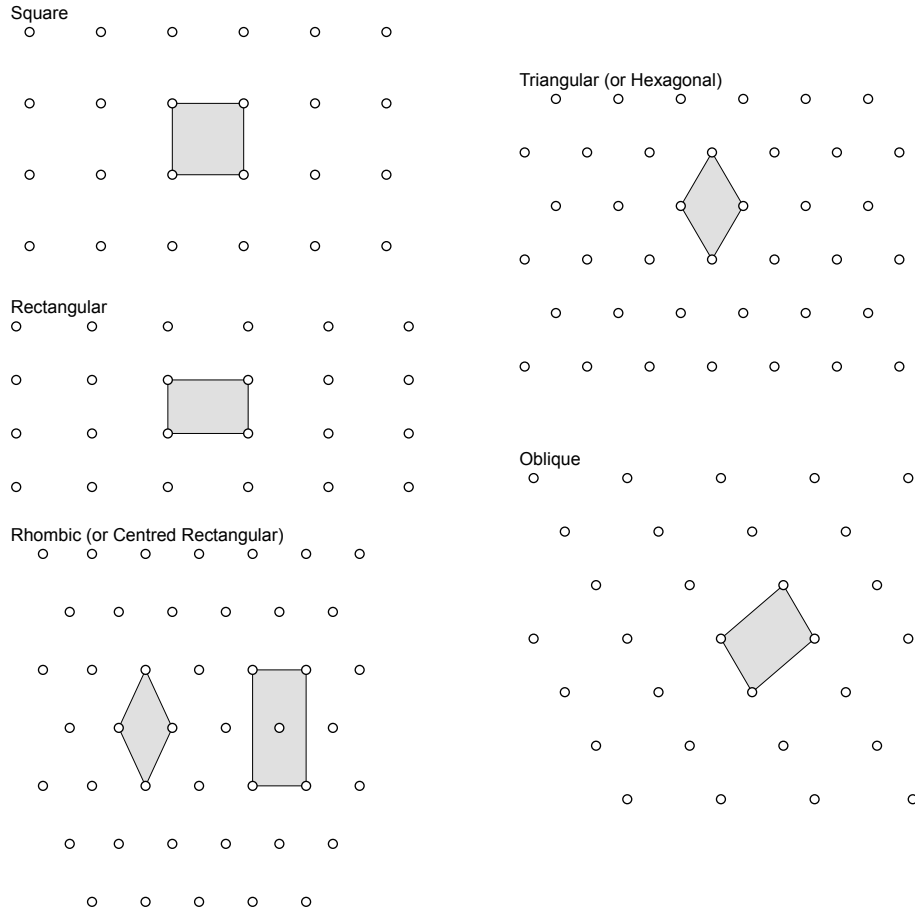 Square
Rectangular
Rhombic (or Centred Rectangular)
Triangular (or Hexagonal)
Oblique